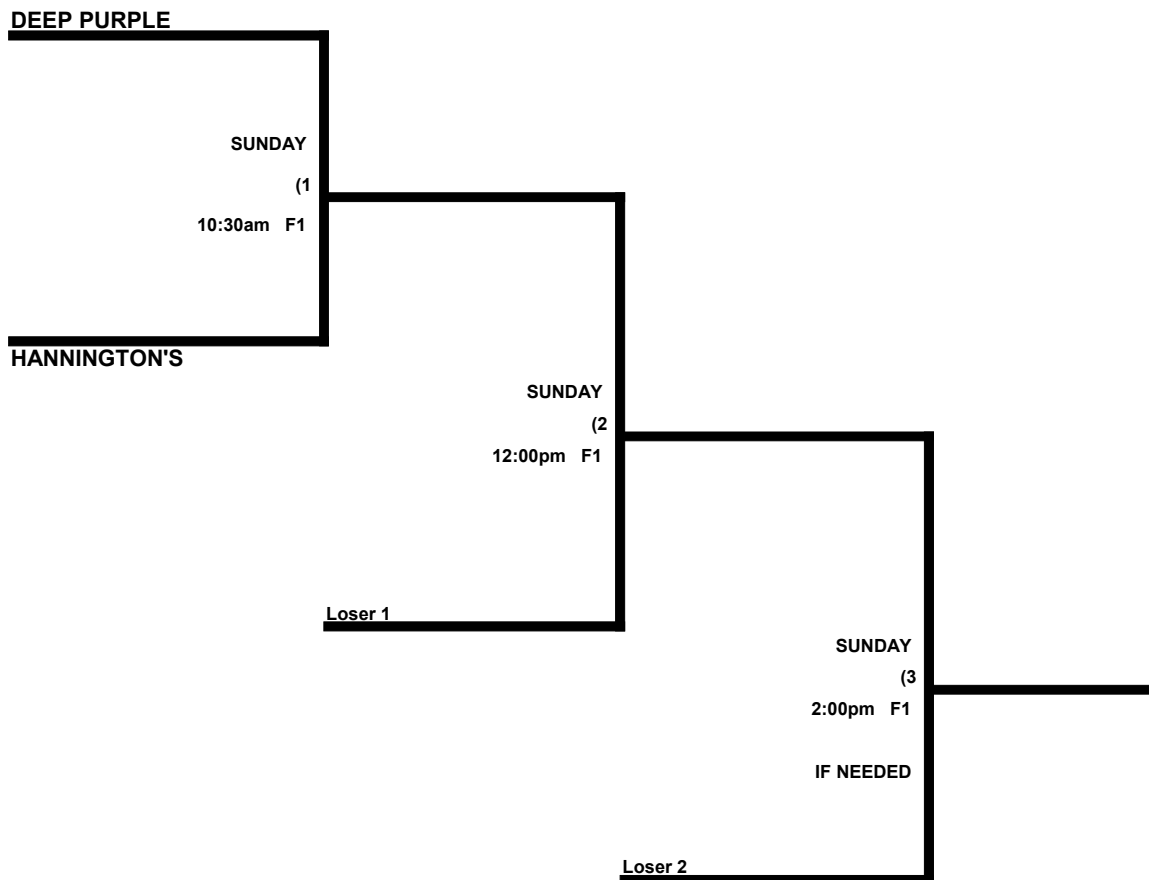 DEEP PURPLE
SUNDAY
(1
10:30am F1
HANNINGTON'S
SUNDAY
(2
12:00pm F1
Loser 1
SUNDAY
(3
2:00pm F1
IF NEEDED
Loser 2